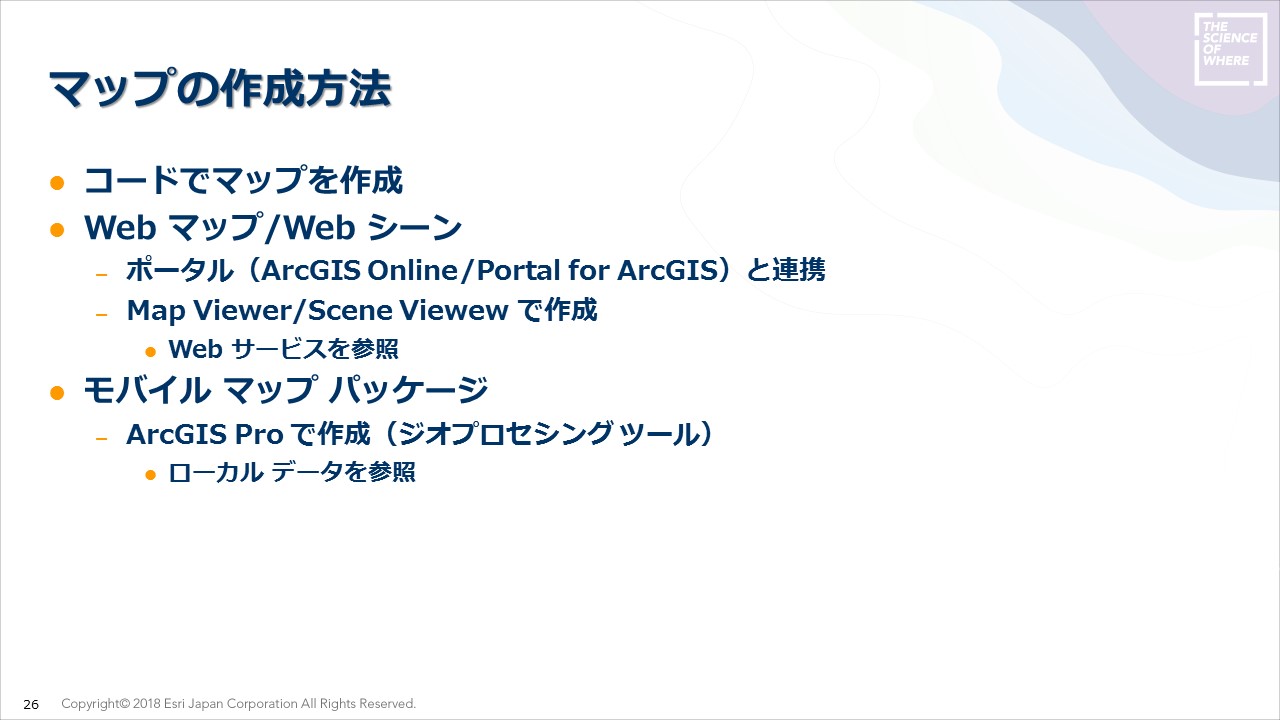 THE
SCIENCE
OF
WHERE
マップの作成方法
● コードでマップを作成
● Web マップ/Web シーン
– ポータル（ArcGIS Online/Portal for ArcGIS）と連携
– Map Viewer/Scene Viewew で作成
● Web サービスを参照
● モバイル マップ パッケージ
– ArcGIS Pro で作成（ジオプロセシング ツール）
● ローカル データを参照
26 Copyright© 2018 Esri Japan Corporation All Rights Reserved.